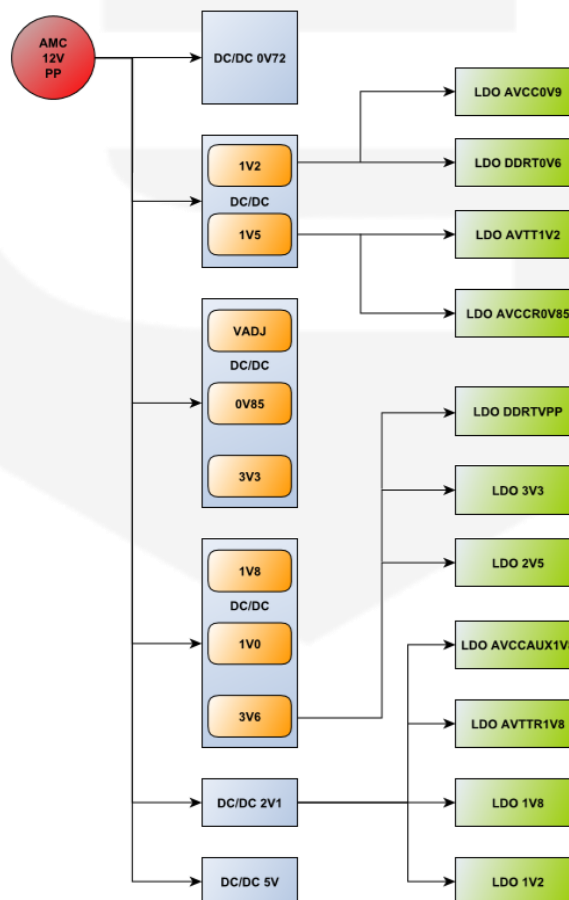 AMC
12V
PP
DC/DC 0V72
1V2
DC/DC
1V5
VADJ
DC/DC
0V85
3V3
1V8
DC/DC
1V0
3V6
DC/DC 2V1
DC/DC 5V
LDO AVCC0V9
LDO DDRT0V6
LDO AVTT1V2
LDO AVCCR0V85
LDO DDRTVPP
LDO 3V3
LDO 2V5
LDO AVCCAUX1V
LDO AVTTR1V8
LDO 1V8
LDO 1V2